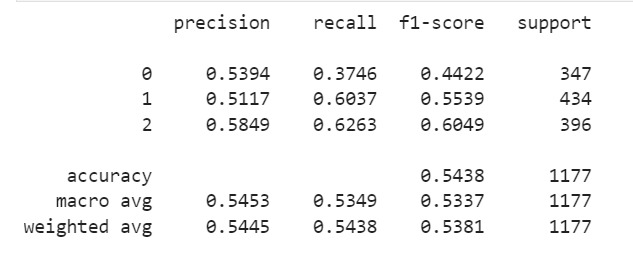 precision recall f1-score support
0 0.5394 0.3746 0.4422 347
1 0.5117 0.6037 0.5539 434
2 0.5849 0.6263 0.6049 396
accuracy 0.5438 1177
macro avg 0.5453 0.5349 0.5337 1177
weighted avg 0.5445 0.5438 0.5381 1177